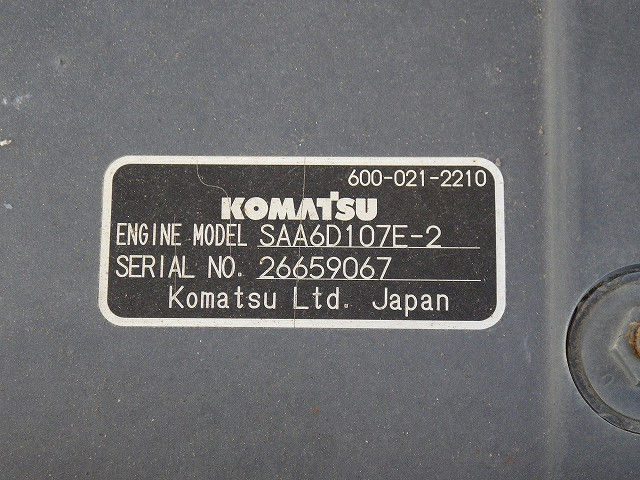 600-021-2210
KOMATSU
ENGINE MODEL SAA6D107E-2
SERIAL NO. 26659067
Komatsu Ltd. Japan